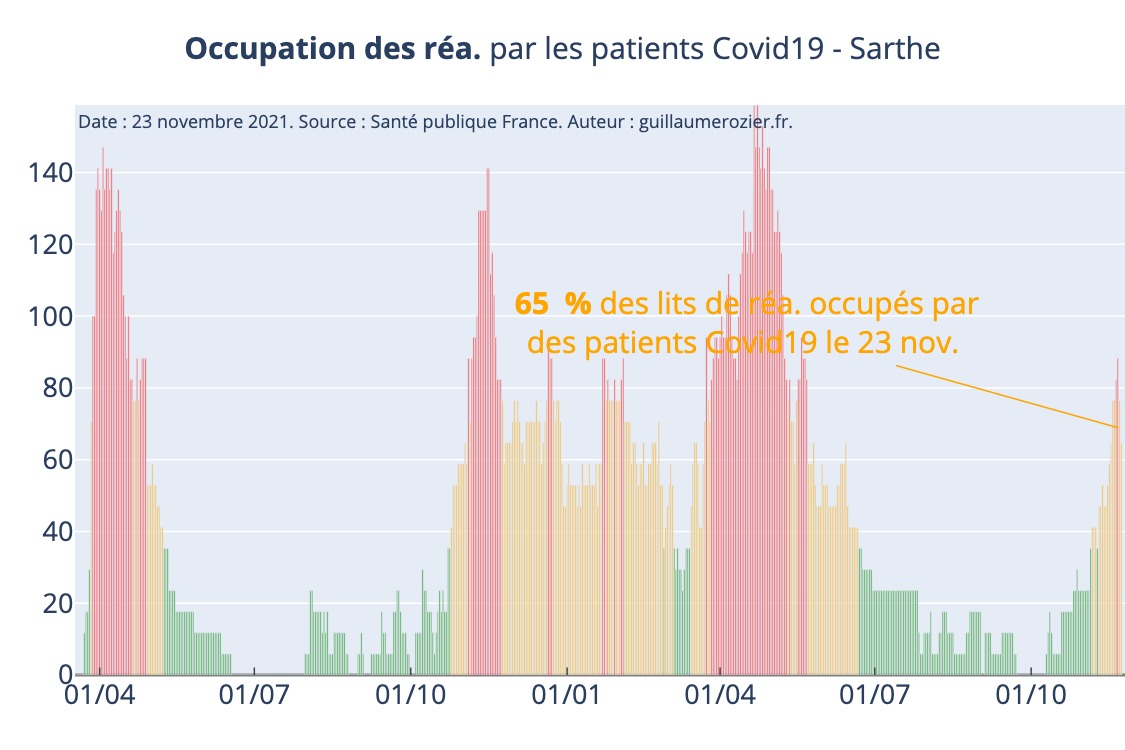 Occupation des réa. par les patients Covid19 - Sarthe
Date : 23 novembre 2021. Source : Santé publique France. Auteur : guillaumerozier.fr.
140
120
100
80
60
40
20
0
65 % des lits de réa. occupés par
des patients Covid19 le 23 nov.
01/04 01/07 01/10 01/01 01/04 01/07 01/10